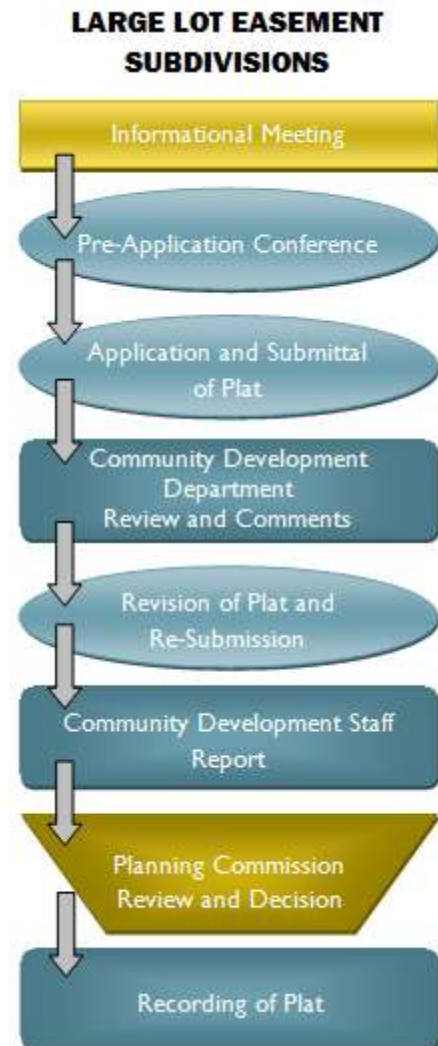 LARGE LOT EASEMENT
SUBDIVISIONS
Informational Meeting
Pre-Application Conference
Application and Submittal
of Plat
Community Development
Department
Review and Comments
Revision of Plat and
Re-Submission
Community Development Staff
Report
Planning Commission
Review and Decision
Recording of Plat